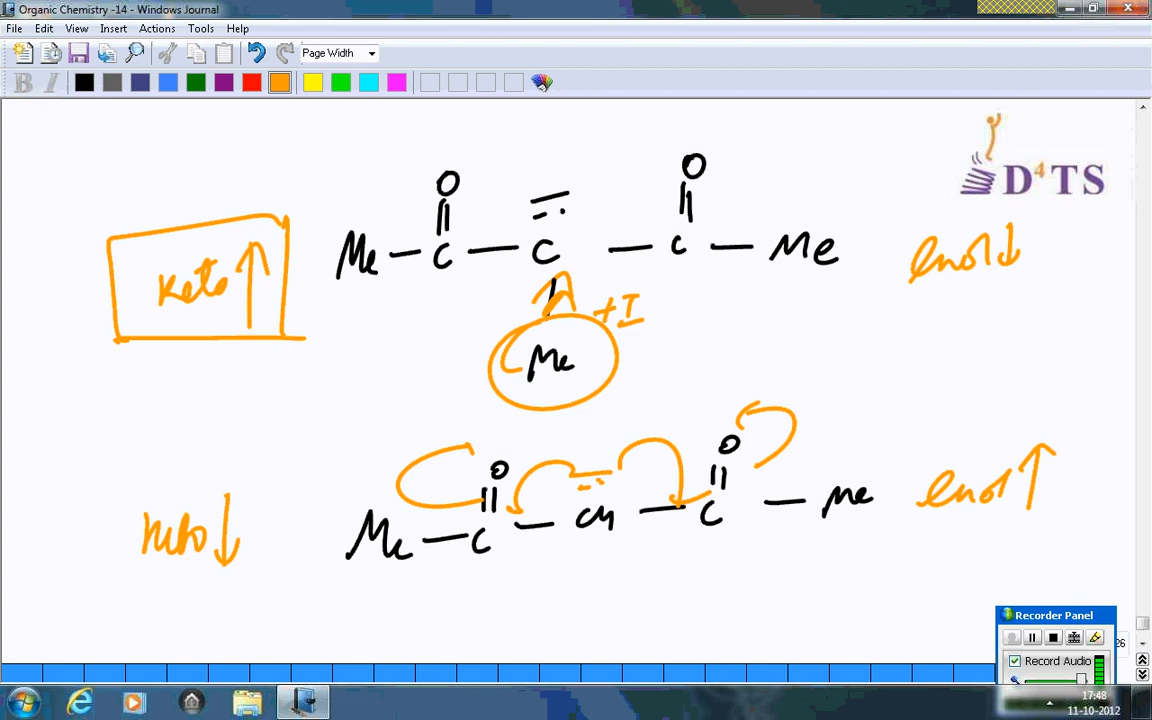 Organic Chemistry -14 - Windows Journal
File Edit View Insert Actions Tools Help
Page Width
B I
D4TS
O O
Keto ↑ Me — C — C — C — Me enol ↓
+I
Me
O O
Keto ↓ Me — C — CH — C — Me enol ↑
Recorder Panel
26
Record Audio
17:48
11-10-2012